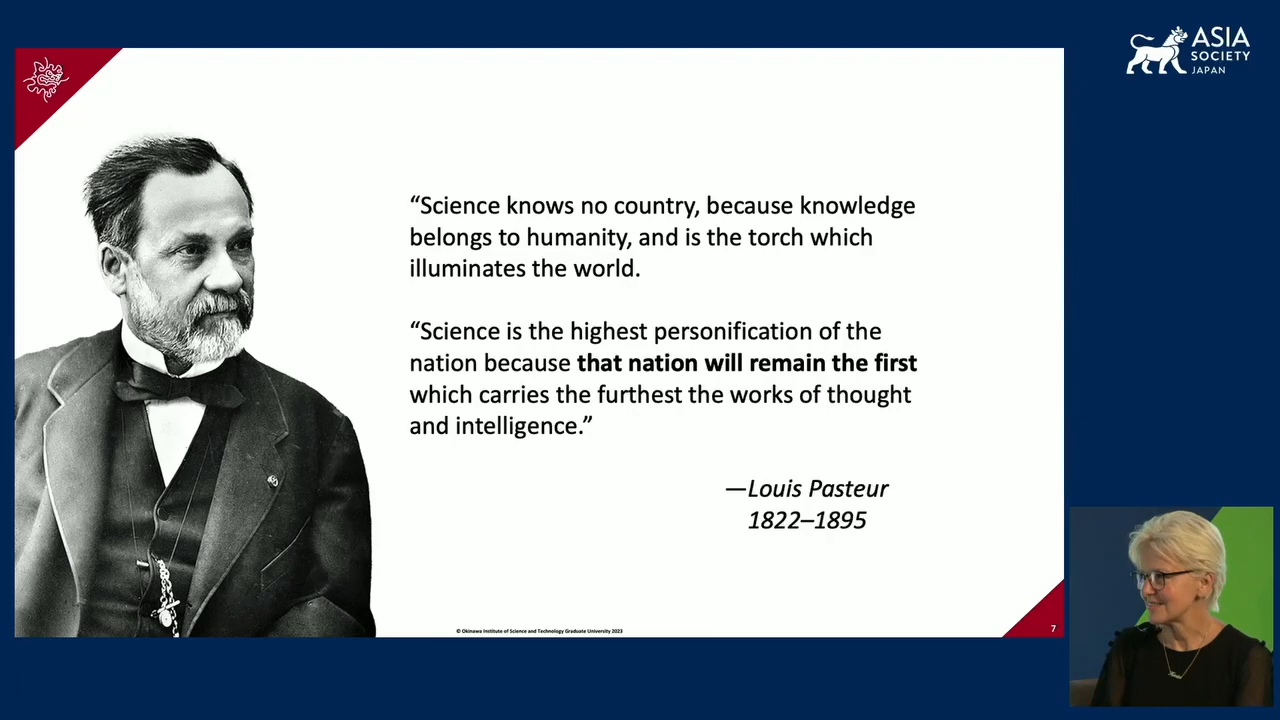 ASIA
SOCIETY
JAPAN
“Science knows no country, because knowledge
belongs to humanity, and is the torch which
illuminates the world.
“Science is the highest personification of the
nation because that nation will remain the first
which carries the furthest the works of thought
and intelligence.”
—Louis Pasteur
1822–1895
© Okinawa Institute of Science and Technology Graduate University 2023
7